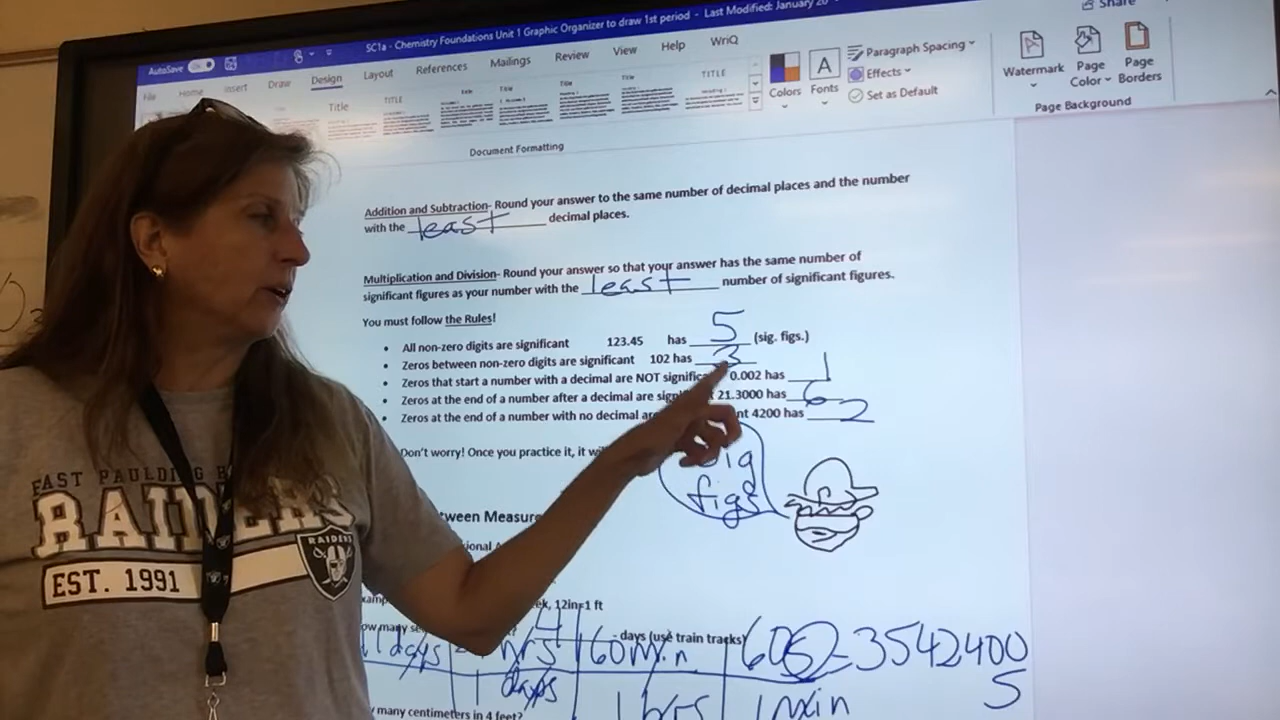 SC1a - Chemistry Foundations Unit 1 Graphic Organizer to draw 1st period - Last Modified: January 20
AutoSave On
Share
File Home Insert Draw Design Layout References Mailings Review View Help WriQ
Title TITLE Title TITLE
Colors Fonts
Paragraph Spacing
Effects
Set as Default
Watermark Page Color Page Borders
Document Formatting
Page Background
Addition and Subtraction- Round your answer to the same number of decimal places and the number
with the least decimal places.
Multiplication and Division- Round your answer so that your answer has the same number of
significant figures as your number with the least number of significant figures.
You must follow the Rules!
• All non-zero digits are significant 123.45 has 5 (sig. figs.)
• Zeros between non-zero digits are significant 102 has 3
• Zeros that start a number with a decimal are NOT 0.002 has 1
• Zeros at the end of a number after a decimal are 21.3000 has 6
• Zeros at the end of a number with no decimal 4200 has 2
Don't worry! Once you practice it, it
figs
EAST PAULDING
RAIDERS
EST. 1991
RAIDERS
12in=1 ft
days (use train tracks)
days hrs 60 min 60 = 3542400
S
1 days 1 hrs 1 min
many centimeters in 4 feet?